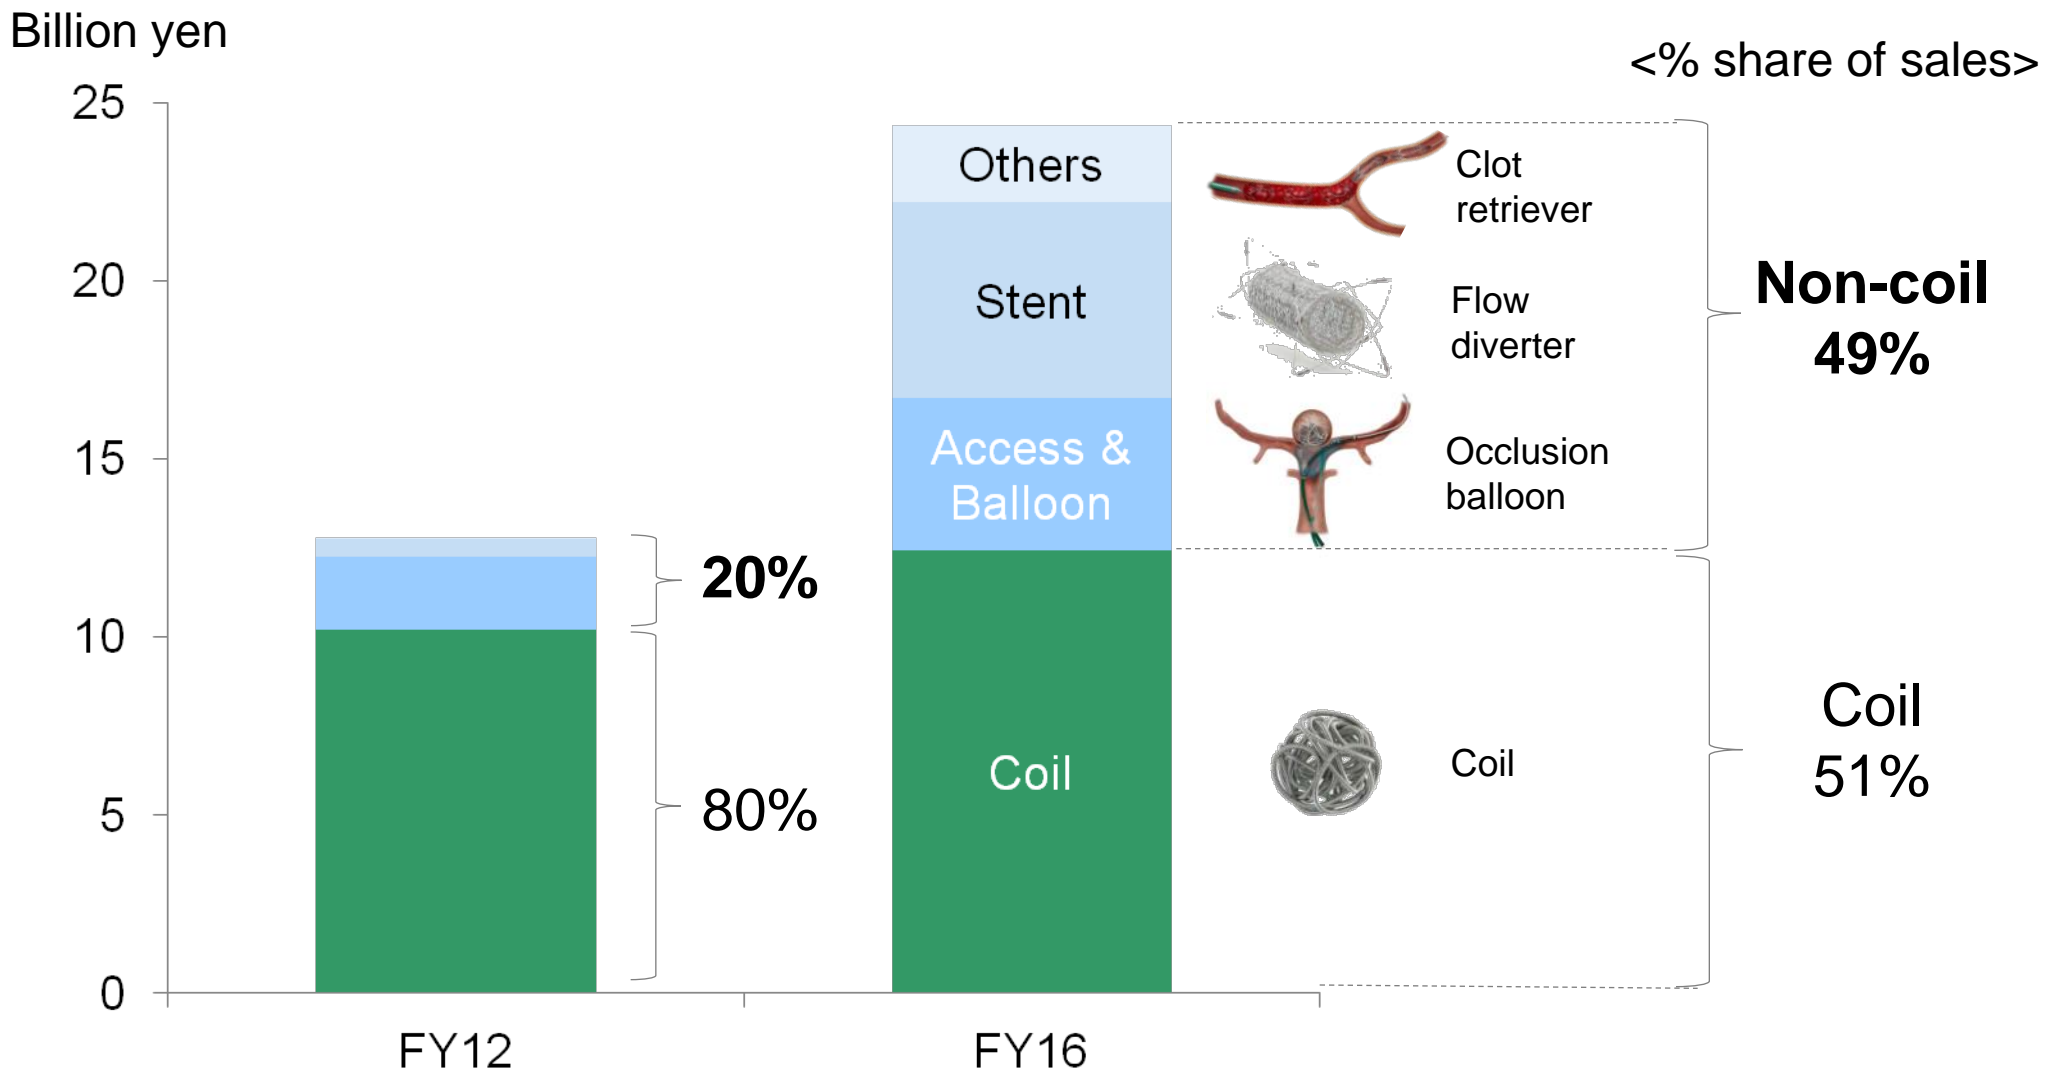 Billion yen
<% share of sales>
25
20
15
10
5
0
20%
80%
Others
Stent
Access &
Balloon
Coil
Clot
retriever
Flow
diverter
Occlusion
balloon
Coil
Non-coil
49%
Coil
51%
FY12
FY16